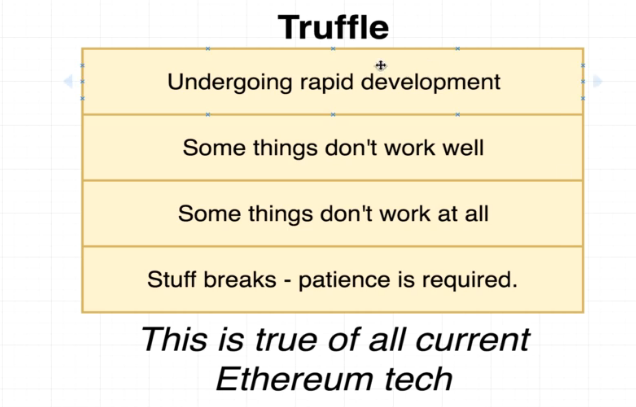 Truffle
Undergoing rapid development
Some things don't work well
Some things don't work at all
Stuff breaks - patience is required.
This is true of all current
Ethereum tech